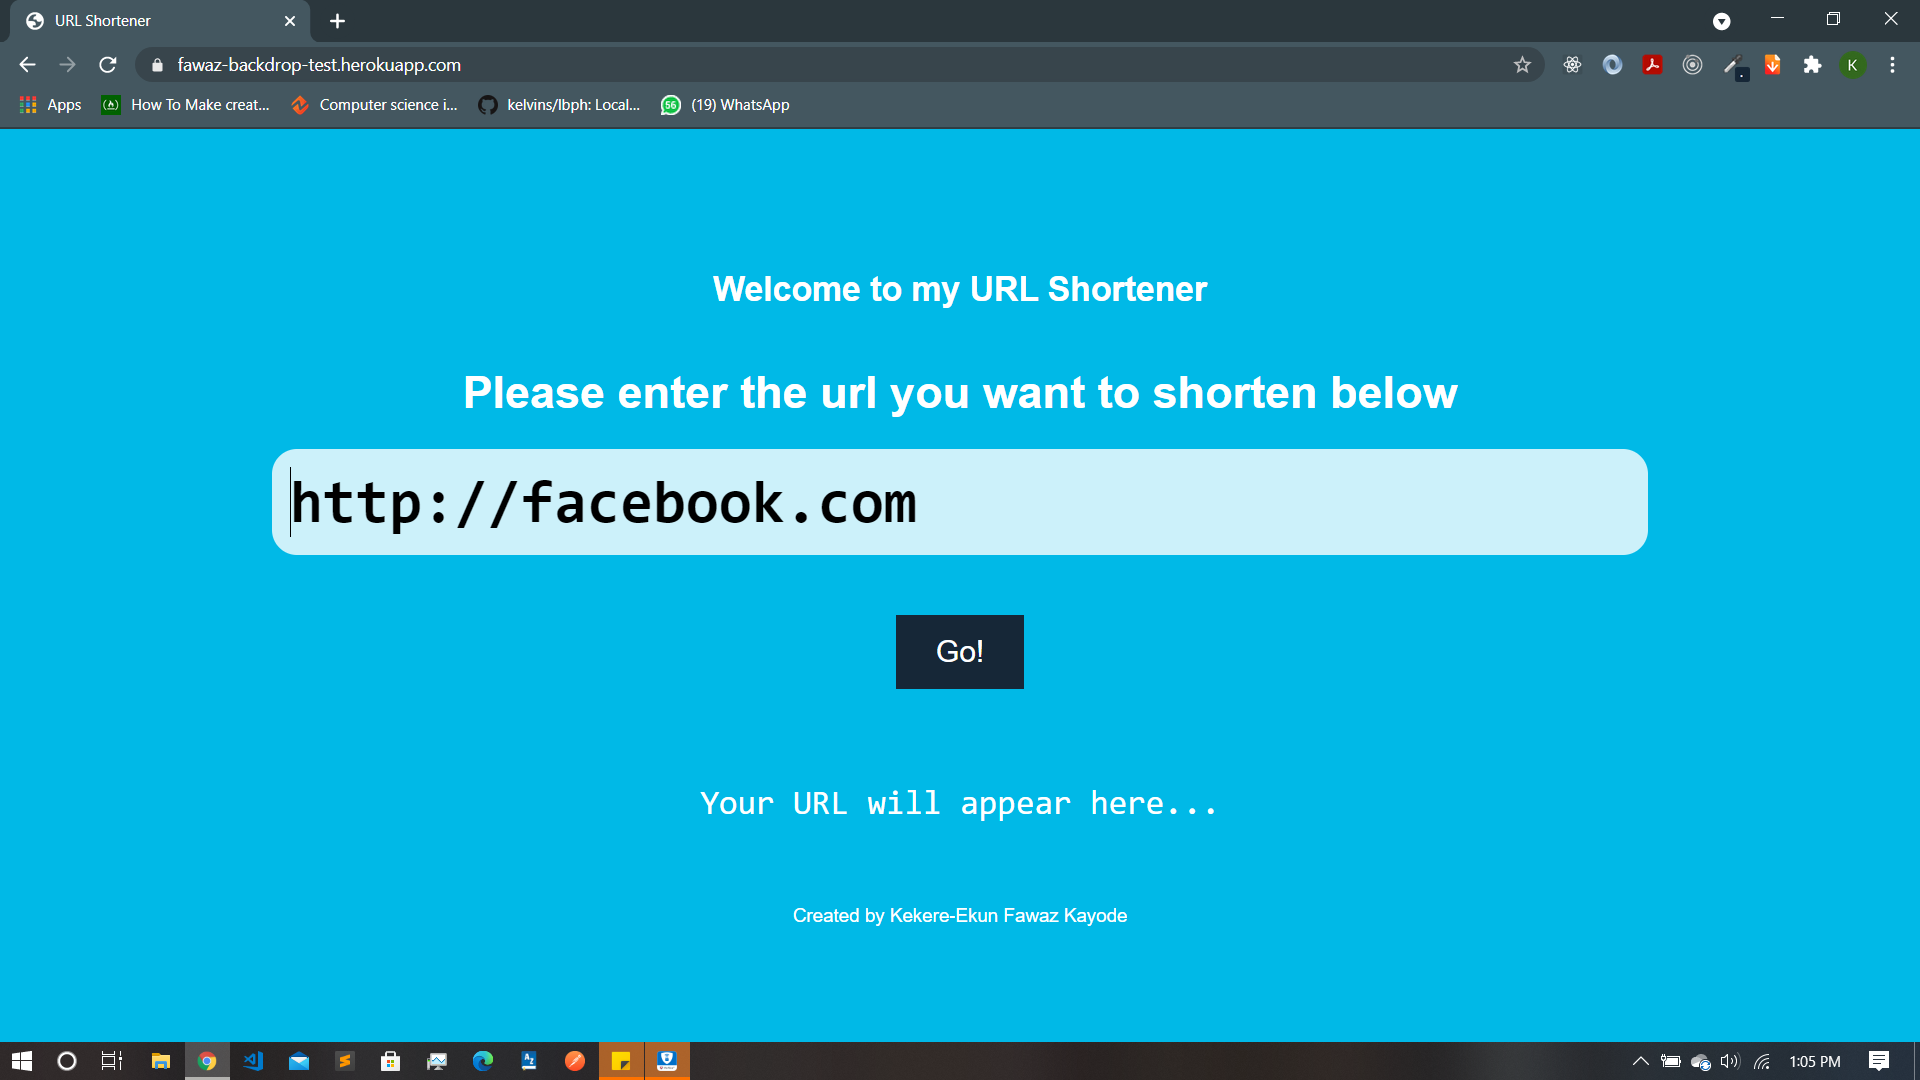 URL Shortener
fawaz-backdrop-test.herokuapp.com
K
Apps
How To Make creat...
Computer science i...
kelvins/lbph: Local...
56
(19) WhatsApp
Welcome to my URL Shortener
Please enter the url you want to shorten below
http://facebook.com
Go!
Your URL will appear here...
Created by Kekere-Ekun Fawaz Kayode
1:05 PM